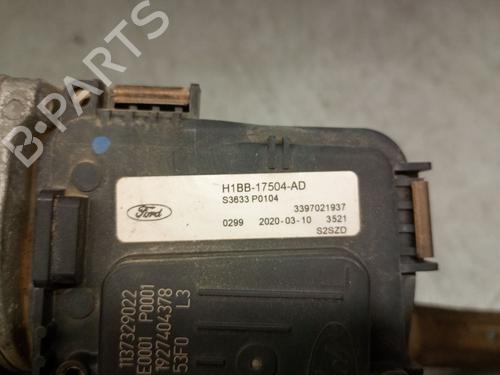 B-PARTS
Ford
H1BB-17504-AD
S3633 P0104
3397021937
0299 2020-03-10 3521
S2SZD
1137329022
E0001 P0001
1927404378 L3
53F0